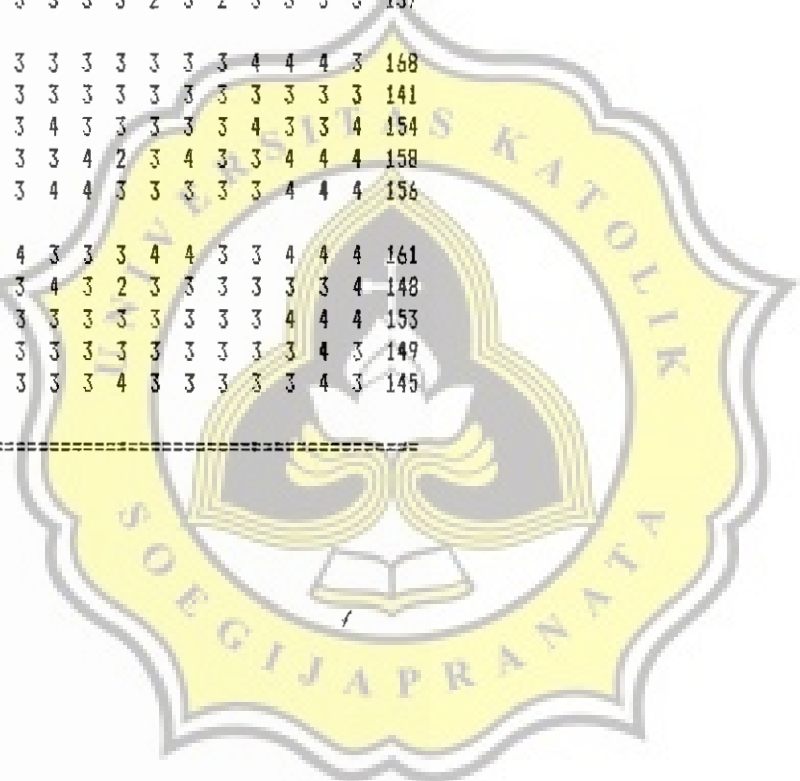 3 3 3 3 3 3 3 4 4 4 3 168
3 3 3 3 3 3 3 3 3 3 3 141
3 4 3 3 3 3 3 4 3 3 4 154
3 3 4 2 3 4 3 3 4 4 4 158
3 4 4 3 3 3 3 3 4 4 4 156
4 3 3 3 4 4 3 3 4 4 4 161
3 4 3 2 3 3 3 3 3 3 4 148
3 3 3 3 3 3 3 3 4 4 4 153
3 3 3 3 3 3 3 3 3 4 3 149
3 3 3 4 3 3 3 3 3 4 3 145
UNIVERSITAS KATOLIK
SOEGIJAPRANATA